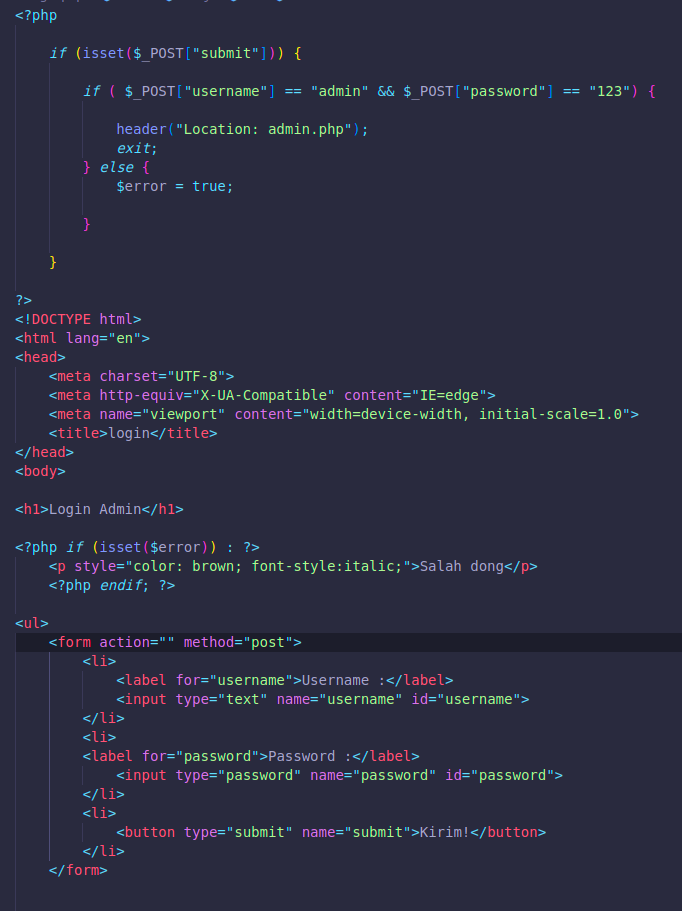 <?php
if (isset($_POST["submit"])) {
if ( $_POST["username"] == "admin" && $_POST["password"] == "123") {
header("Location: admin.php");
exit;
} else {
$error = true;
}
}
?>
<!DOCTYPE html>
<html lang="en">
<head>
<meta charset="UTF-8">
<meta http-equiv="X-UA-Compatible" content="IE=edge">
<meta name="viewport" content="width=device-width, initial-scale=1.0">
<title>login</title>
</head>
<body>
<h1>Login Admin</h1>
<?php if (isset($error)) : ?>
<p style="color: brown; font-style:italic;">Salah dong</p>
<?php endif; ?>
<ul>
<form action="" method="post">
<li>
<label for="username">Username :</label>
<input type="text" name="username" id="username">
</li>
<li>
<label for="password">Password :</label>
<input type="password" name="password" id="password">
</li>
<li>
<button type="submit" name="submit">Kirim!</button>
</li>
</form>